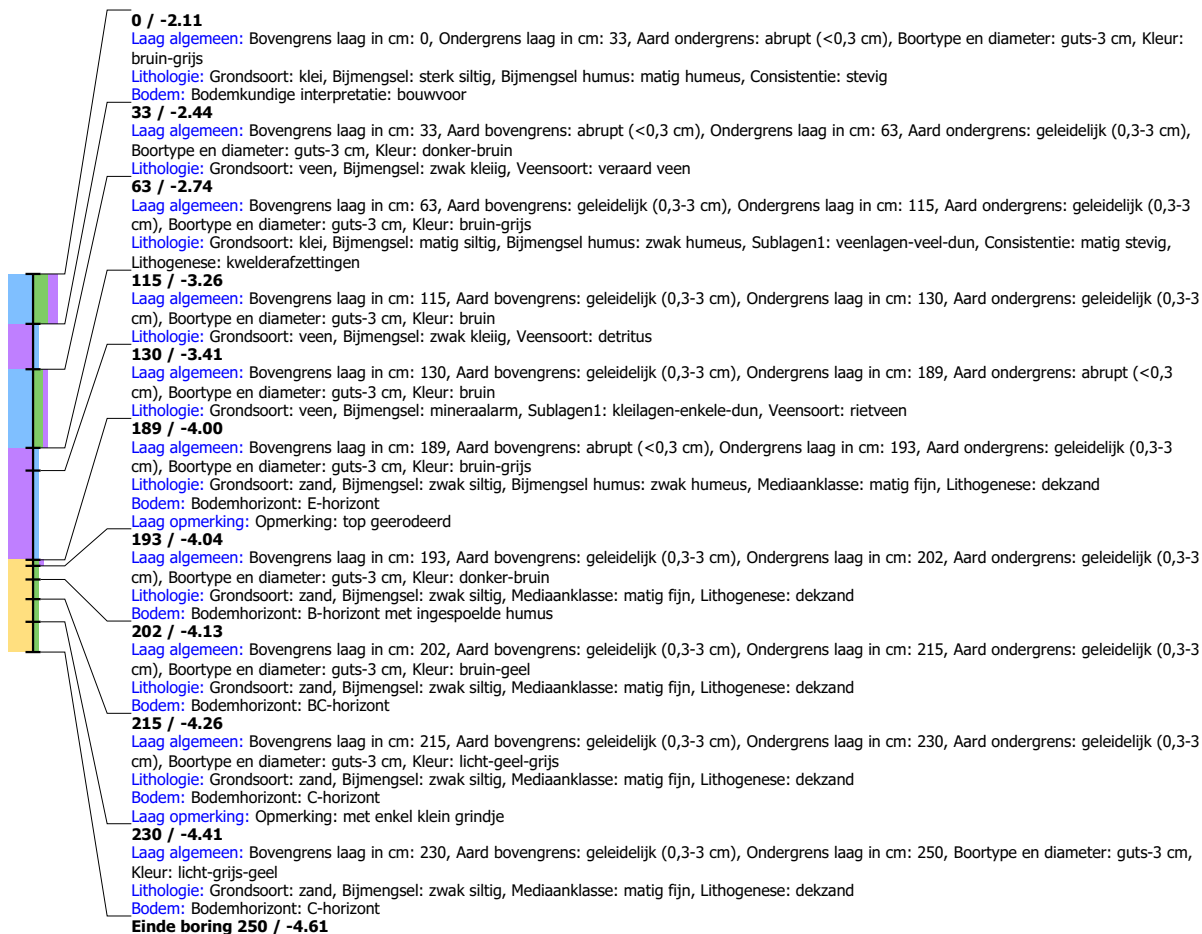 0 / -2.11
Laag algemeen: Bovengrens laag in cm: 0, Ondergrens laag in cm: 33, Aard ondergrens: abrupt (<0,3 cm), Boortype en diameter: guts-3 cm, Kleur:
bruin-grijs
Lithologie: Grondsoort: klei, Bijmengsel: sterk siltig, Bijmengsel humus: matig humeus, Consistentie: stevig
Bodem: Bodemkundige interpretatie: bouwvoor
33 / -2.44
Laag algemeen: Bovengrens laag in cm: 33, Aard bovengrens: abrupt (<0,3 cm), Ondergrens laag in cm: 63, Aard ondergrens: geleidelijk (0,3-3 cm),
Boortype en diameter: guts-3 cm, Kleur: donker-bruin
Lithologie: Grondsoort: veen, Bijmengsel: zwak kleiig, Veensoort: veraard veen
63 / -2.74
Laag algemeen: Bovengrens laag in cm: 63, Aard bovengrens: geleidelijk (0,3-3 cm), Ondergrens laag in cm: 115, Aard ondergrens: geleidelijk (0,3-3
cm), Boortype en diameter: guts-3 cm, Kleur: bruin-grijs
Lithologie: Grondsoort: klei, Bijmengsel: matig siltig, Bijmengsel humus: zwak humeus, Sublagen1: veenlagen-veel-dun, Consistentie: matig stevig,
Lithogenese: kwelderafzettingen
115 / -3.26
Laag algemeen: Bovengrens laag in cm: 115, Aard bovengrens: geleidelijk (0,3-3 cm), Ondergrens laag in cm: 130, Aard ondergrens: geleidelijk (0,3-3
cm), Boortype en diameter: guts-3 cm, Kleur: bruin
Lithologie: Grondsoort: veen, Bijmengsel: zwak kleiig, Veensoort: detritus
130 / -3.41
Laag algemeen: Bovengrens laag in cm: 130, Aard bovengrens: geleidelijk (0,3-3 cm), Ondergrens laag in cm: 189, Aard ondergrens: abrupt (<0,3
cm), Boortype en diameter: guts-3 cm, Kleur: bruin
Lithologie: Grondsoort: veen, Bijmengsel: mineraalarm, Sublagen1: kleilagen-enkele-dun, Veensoort: rietveen
189 / -4.00
Laag algemeen: Bovengrens laag in cm: 189, Aard bovengrens: abrupt (<0,3 cm), Ondergrens laag in cm: 193, Aard ondergrens: geleidelijk (0,3-3
cm), Boortype en diameter: guts-3 cm, Kleur: bruin-grijs
Lithologie: Grondsoort: zand, Bijmengsel: zwak siltig, Bijmengsel humus: zwak humeus, Mediaanklasse: matig fijn, Lithogenese: dekzand
Bodem: Bodemhorizont: E-horizont
Laag opmerking: Opmerking: top geerodeerd
193 / -4.04
Laag algemeen: Bovengrens laag in cm: 193, Aard bovengrens: geleidelijk (0,3-3 cm), Ondergrens laag in cm: 202, Aard ondergrens: geleidelijk (0,3-3
cm), Boortype en diameter: guts-3 cm, Kleur: donker-bruin
Lithologie: Grondsoort: zand, Bijmengsel: zwak siltig, Mediaanklasse: matig fijn, Lithogenese: dekzand
Bodem: Bodemhorizont: B-horizont met ingespoelde humus
202 / -4.13
Laag algemeen: Bovengrens laag in cm: 202, Aard bovengrens: geleidelijk (0,3-3 cm), Ondergrens laag in cm: 215, Aard ondergrens: geleidelijk (0,3-3
cm), Boortype en diameter: guts-3 cm, Kleur: bruin-geel
Lithologie: Grondsoort: zand, Bijmengsel: zwak siltig, Mediaanklasse: matig fijn, Lithogenese: dekzand
Bodem: Bodemhorizont: BC-horizont
215 / -4.26
Laag algemeen: Bovengrens laag in cm: 215, Aard bovengrens: geleidelijk (0,3-3 cm), Ondergrens laag in cm: 230, Aard ondergrens: geleidelijk (0,3-3
cm), Boortype en diameter: guts-3 cm, Kleur: licht-geel-grijs
Lithologie: Grondsoort: zand, Bijmengsel: zwak siltig, Mediaanklasse: matig fijn, Lithogenese: dekzand
Bodem: Bodemhorizont: C-horizont
Laag opmerking: Opmerking: met enkel klein grindje
230 / -4.41
Laag algemeen: Bovengrens laag in cm: 230, Aard bovengrens: geleidelijk (0,3-3 cm), Ondergrens laag in cm: 250, Boortype en diameter: guts-3 cm,
Kleur: licht-grijs-geel
Lithologie: Grondsoort: zand, Bijmengsel: zwak siltig, Mediaanklasse: matig fijn, Lithogenese: dekzand
Bodem: Bodemhorizont: C-horizont
Einde boring 250 / -4.61